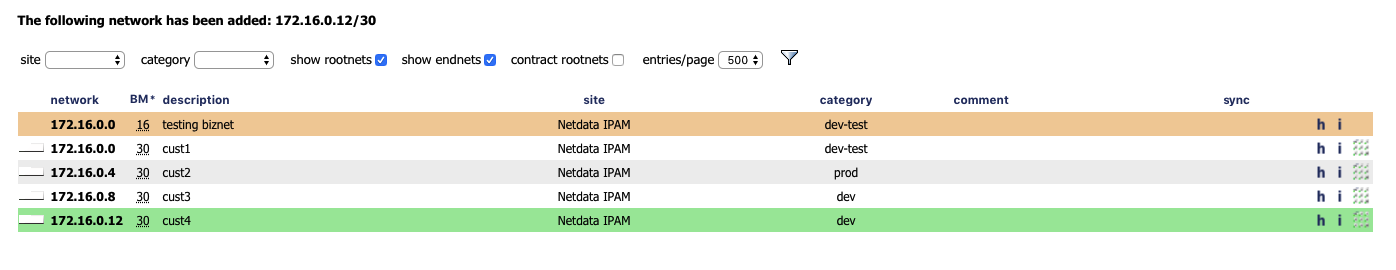 The following network has been added: 172.16.0.12/30
site category show rootnets show endnets contract rootnets entries/page 500
network BM* description site category comment sync
172.16.0.0 16 testing biznet Netdata IPAM dev-test h i
172.16.0.0 30 cust1 Netdata IPAM dev-test h i
172.16.0.4 30 cust2 Netdata IPAM prod h i
172.16.0.8 30 cust3 Netdata IPAM dev h i
172.16.0.12 30 cust4 Netdata IPAM dev h i